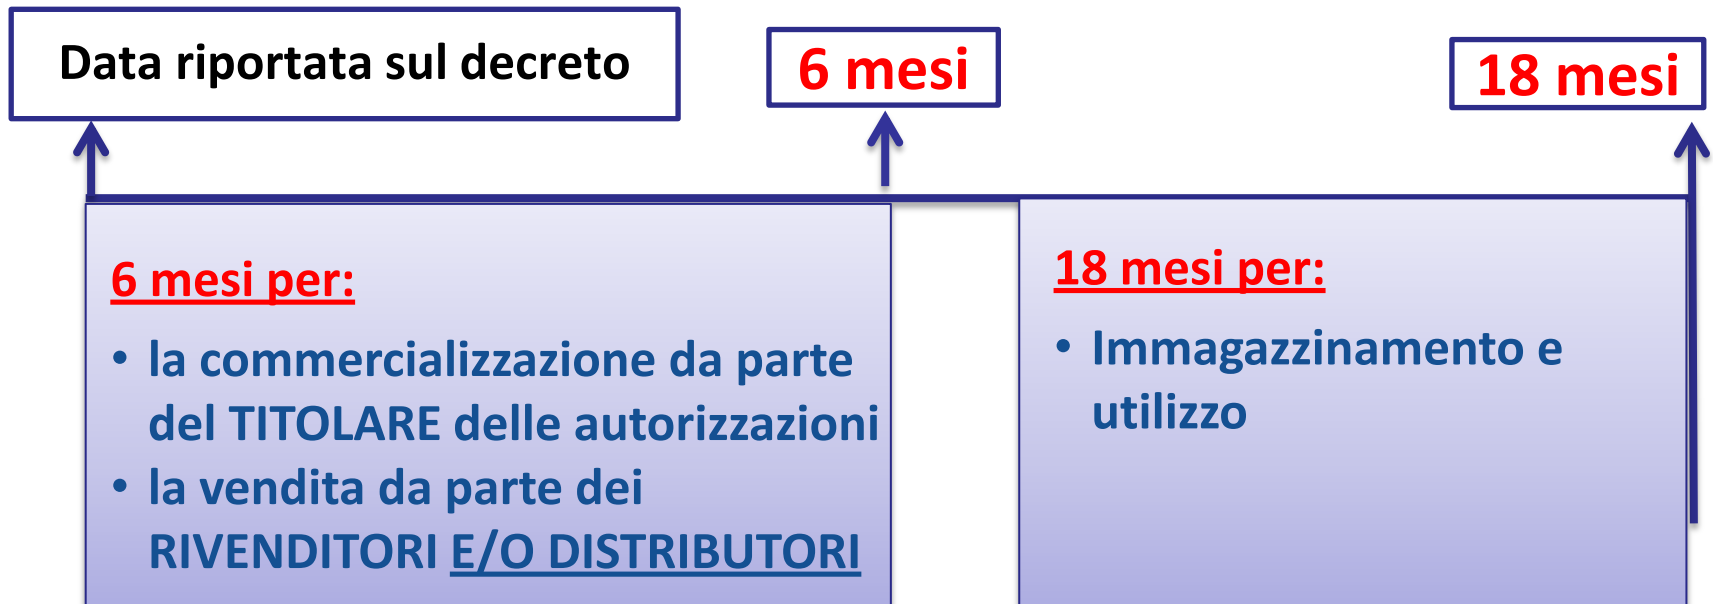 Data riportata sul decreto
6 mesi
18 mesi
6 mesi per:
• la commercializzazione da parte
del TITOLARE delle autorizzazioni
• la vendita da parte dei
RIVENDITORI E/O DISTRIBUTORI
18 mesi per:
• Immagazzinamento e
utilizzo